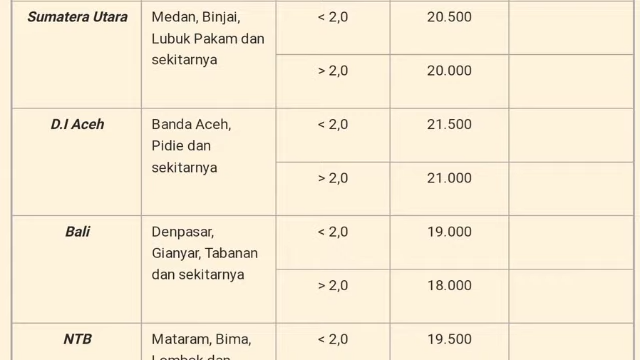 Sumatera Utara Medan, Binjai, < 2,0 20.500
Lubuk Pakam dan
sekitarnya
> 2,0 20.000
D.I Aceh Banda Aceh, < 2,0 21.500
Pidie dan
sekitarnya
> 2,0 21.000
Bali Denpasar, < 2,0 19.000
Gianyar, Tabanan
dan sekitarnya
> 2,0 18.000
NTB Mataram, Bima, < 2,0 19.500
Lombok dan